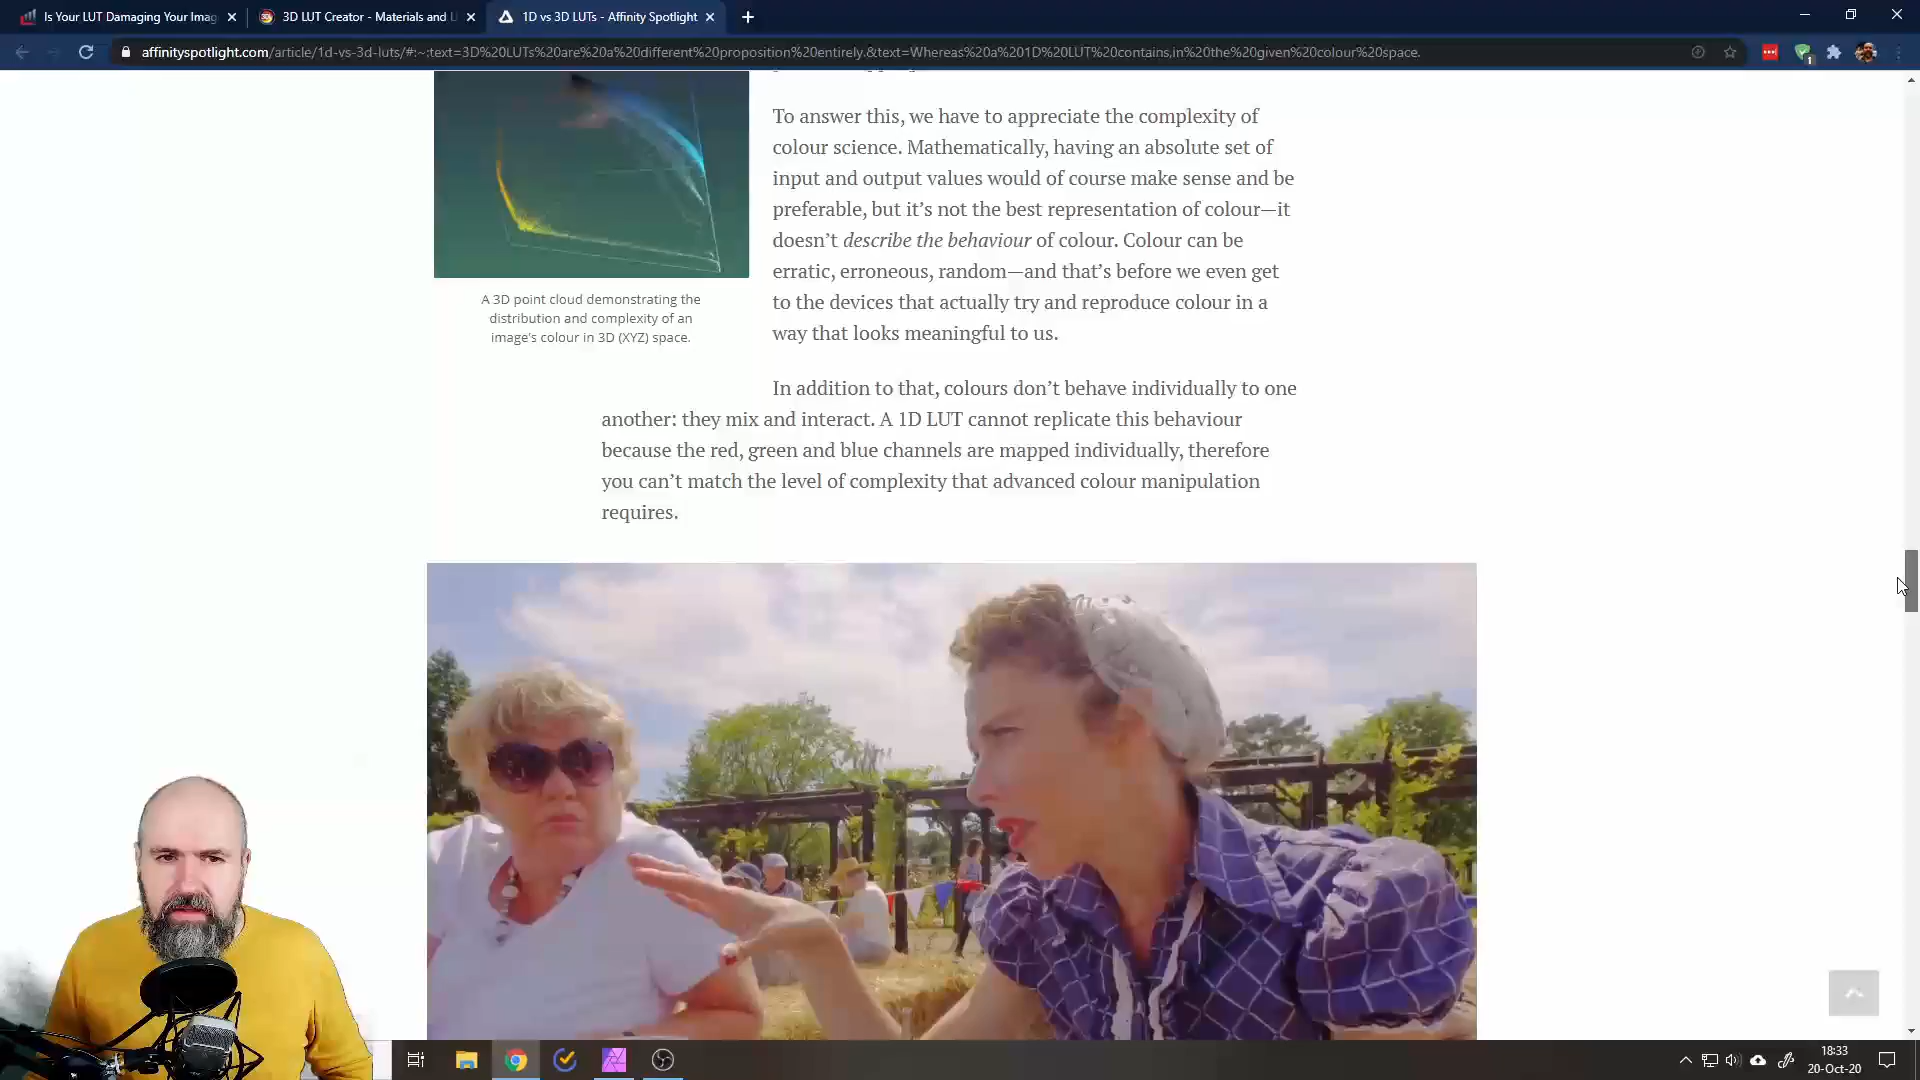 Is Your LUT Damaging Your Imag
3D LUT Creator - Materials and L
1D vs 3D LUTs - Affinity Spotlight
affinityspotlight.com/article/1d-vs-3d-luts/#:~:text=3D%20LUTs%20are%20a%20different%20proposition%20entirely.&text=Whereas%20a%201D%20LUT%20contains,in%20the%20given%20colour%20space.
1
To answer this, we have to appreciate the complexity of
colour science. Mathematically, having an absolute set of
input and output values would of course make sense and be
preferable, but it’s not the best representation of colour—it
doesn’t describe the behaviour of colour. Colour can be
erratic, erroneous, random—and that’s before we even get
to the devices that actually try and reproduce colour in a
way that looks meaningful to us.
A 3D point cloud demonstrating the
distribution and complexity of an
image's colour in 3D (XYZ) space.
In addition to that, colours don’t behave individually to one
another: they mix and interact. A 1D LUT cannot replicate this behaviour
because the red, green and blue channels are mapped individually, therefore
you can’t match the level of complexity that advanced colour manipulation
requires.
18:33
20-Oct-20